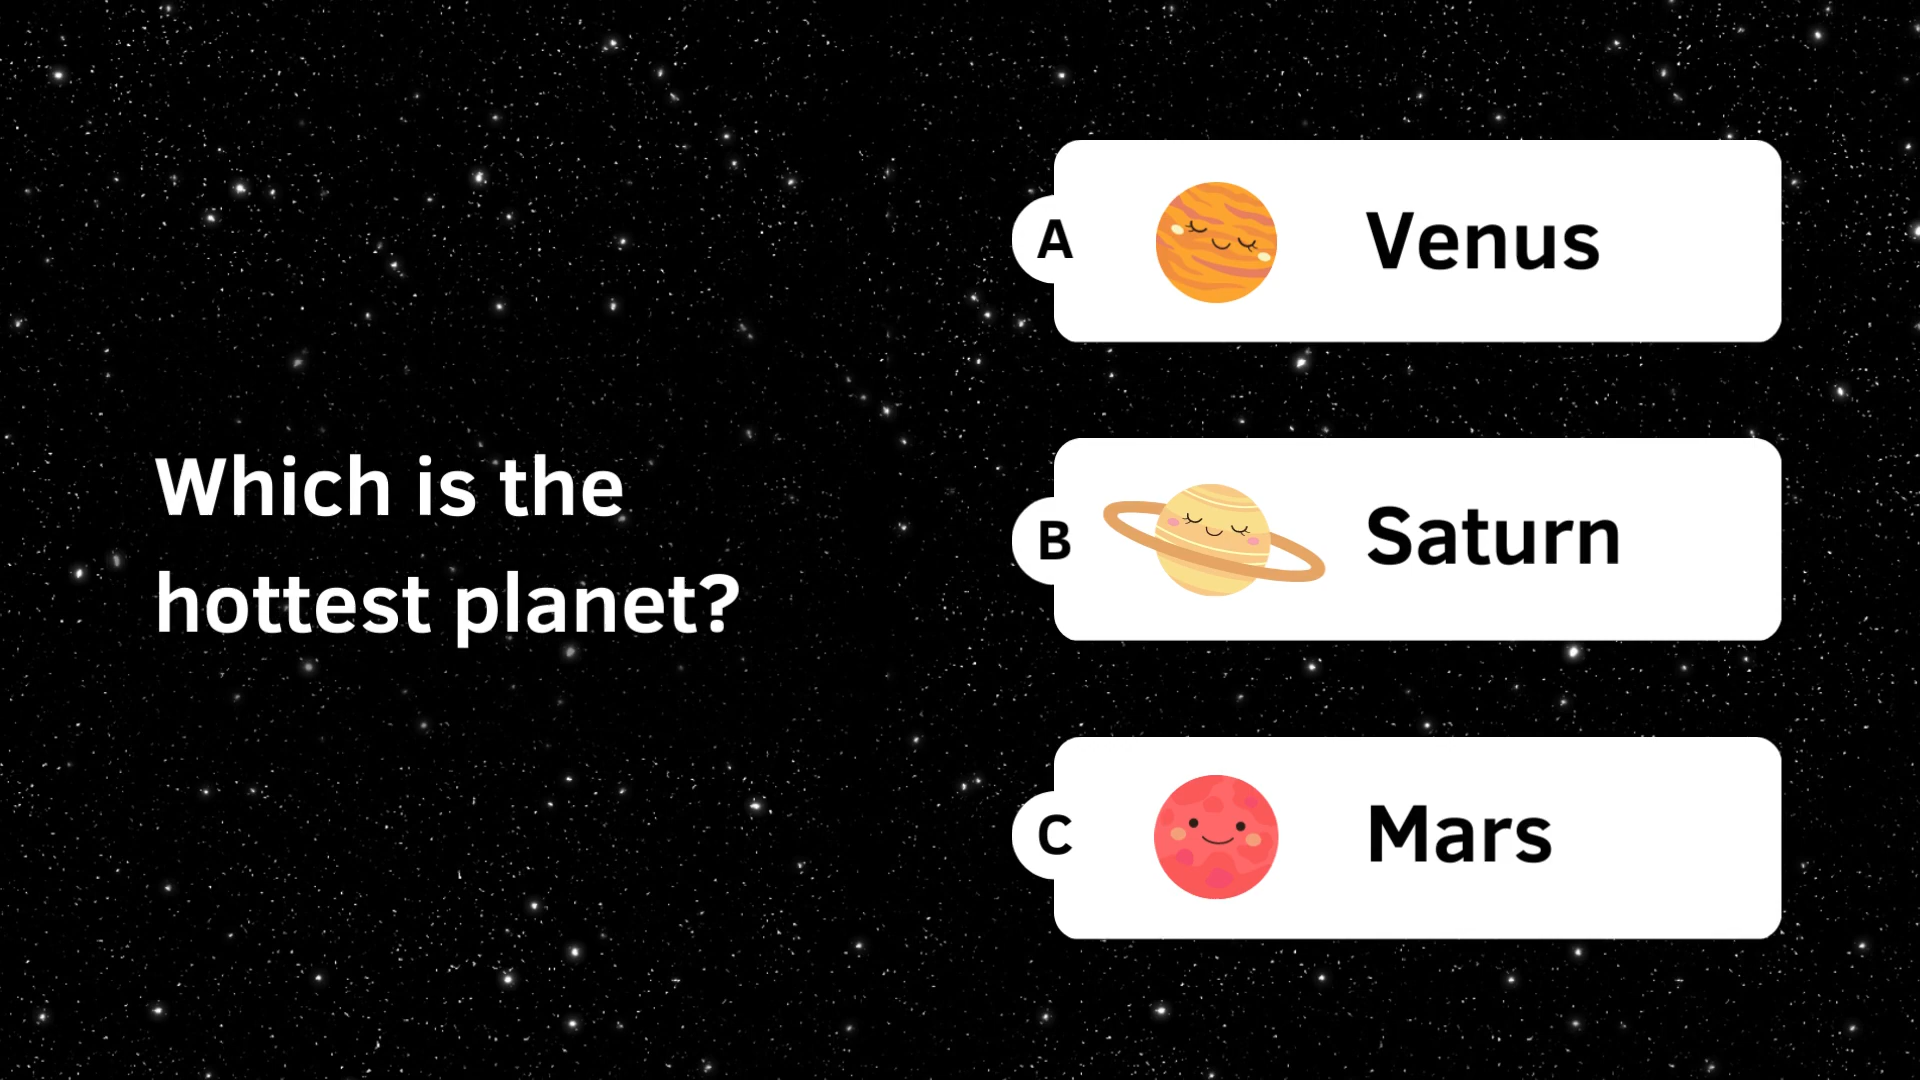 Which is the
hottest planet?
A
Venus
B
Saturn
C
Mars